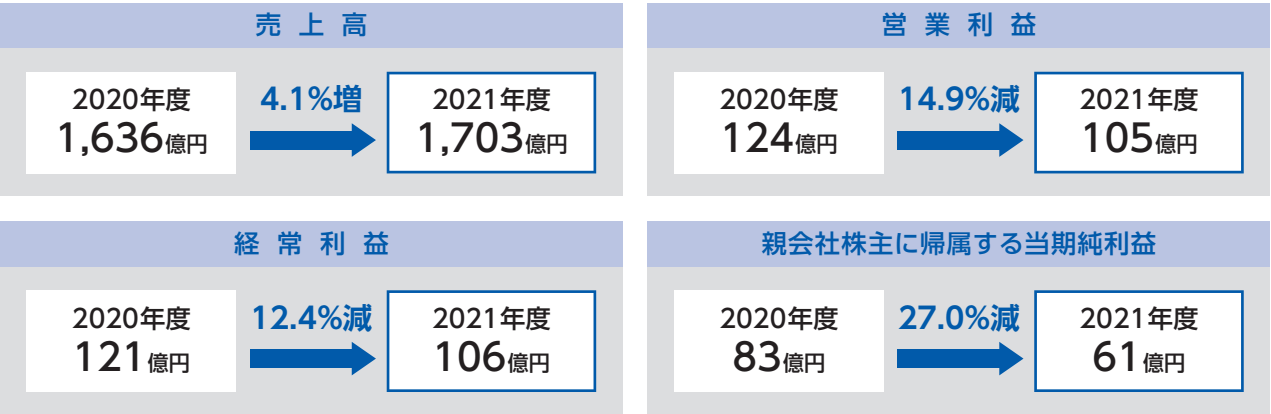 売上高
2020年度
1,636億円
4.1%増
2021年度
1,703億円
営業利益
2020年度
124億円
14.9%減
2021年度
105億円
経常利益
2020年度
121億円
12.4%減
2021年度
106億円
親会社株主に帰属する当期純利益
2020年度
83億円
27.0%減
2021年度
61億円